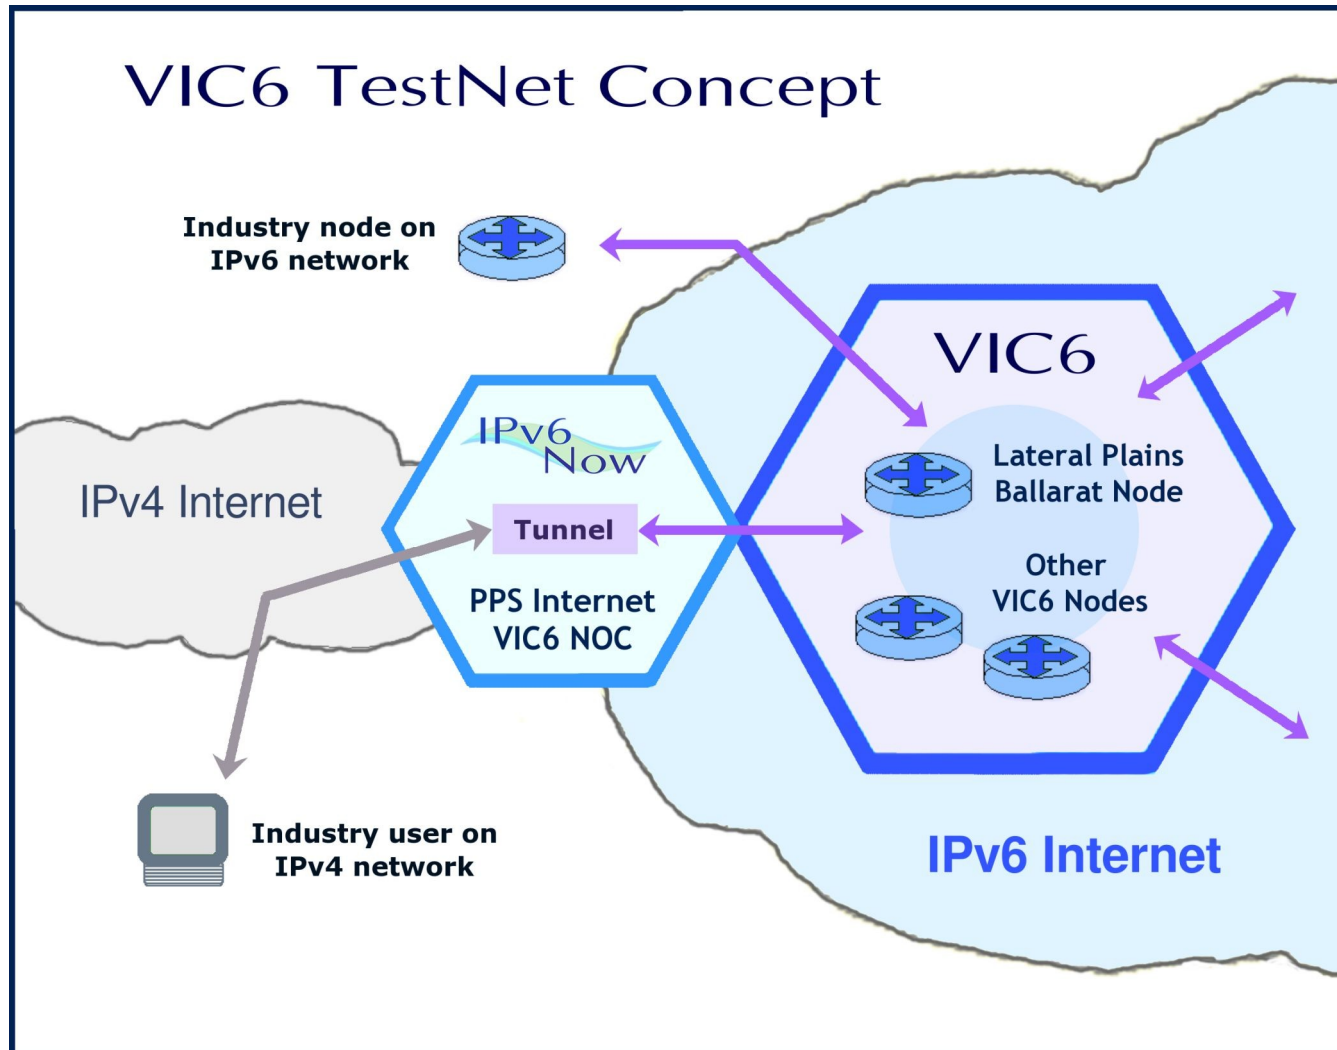 VIC6 TestNet Concept
Industry node on
IPv6 network
VIC6
IPv6
Now
Lateral Plains
Ballarat Node
IPv4 Internet
Tunnel
Other
VIC6 Nodes
PPS Internet
VIC6 NOC
Industry user on
IPv4 network
IPv6 Internet